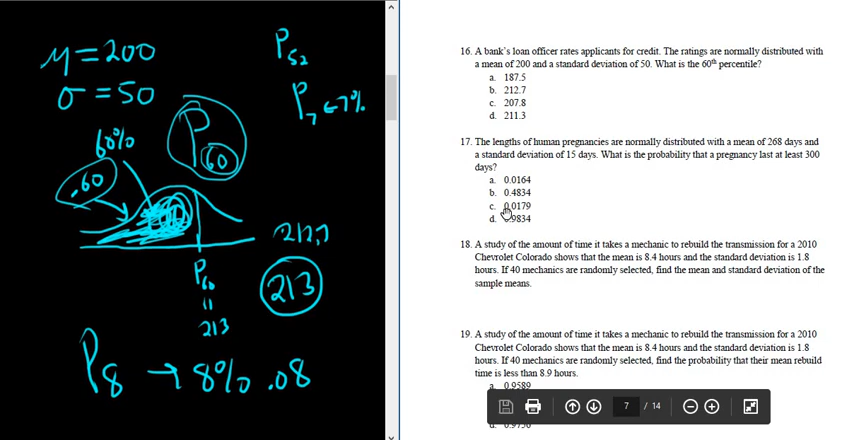 μ = 200
σ = 50
P52
P7 ← 7%
P60
60%
.60
212.7
P60
=
213
213
P8 → 8% .08
16. A bank's loan officer rates applicants for credit. The ratings are normally distributed with
a mean of 200 and a standard deviation of 50. What is the 60th percentile?
a. 187.5
b. 212.7
c. 207.8
d. 211.3
17. The lengths of human pregnancies are normally distributed with a mean of 268 days and
a standard deviation of 15 days. What is the probability that a pregnancy last at least 300
days?
a. 0.0164
b. 0.4834
c. 0.0179
d. 0.9834
18. A study of the amount of time it takes a mechanic to rebuild the transmission for a 2010
Chevrolet Colorado shows that the mean is 8.4 hours and the standard deviation is 1.8
hours. If 40 mechanics are randomly selected, find the mean and standard deviation of the
sample means.
19. A study of the amount of time it takes a mechanic to rebuild the transmission for a 2010
Chevrolet Colorado shows that the mean is 8.4 hours and the standard deviation is 1.8
hours. If 40 mechanics are randomly selected, find the probability that their mean rebuild
time is less than 8.9 hours.
a. 0.9589
7 / 14